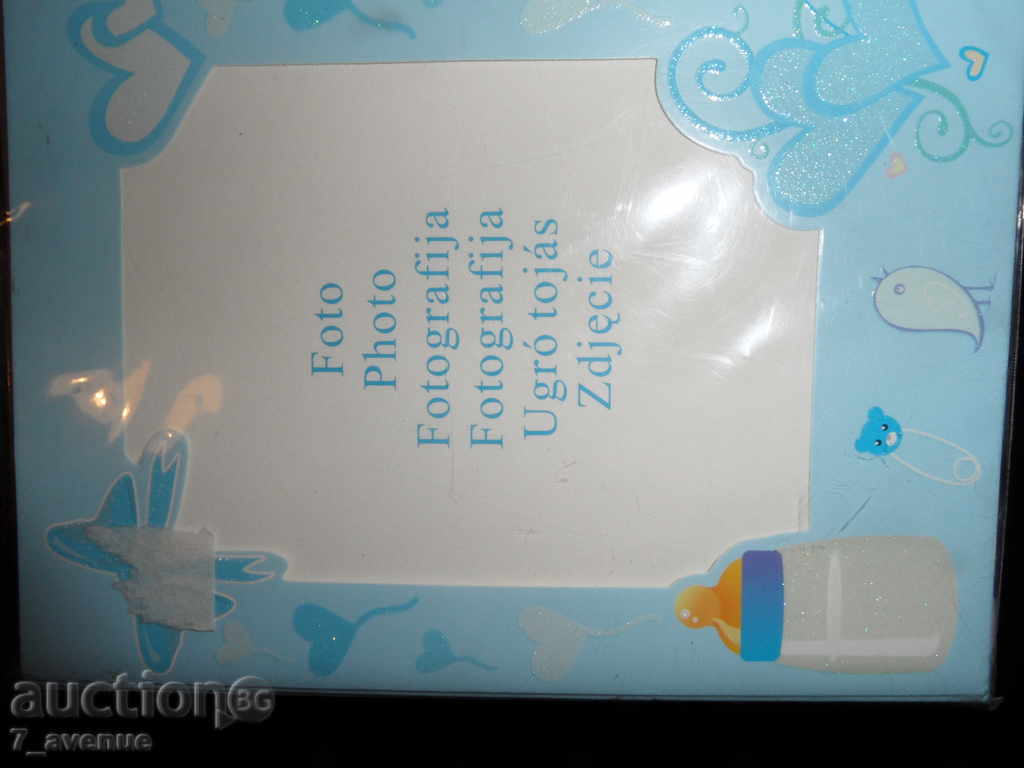 Foto
Photo
Fotografija
Fotografija
Ugró tojás
Zdjęcie
auction BG
7_avenue